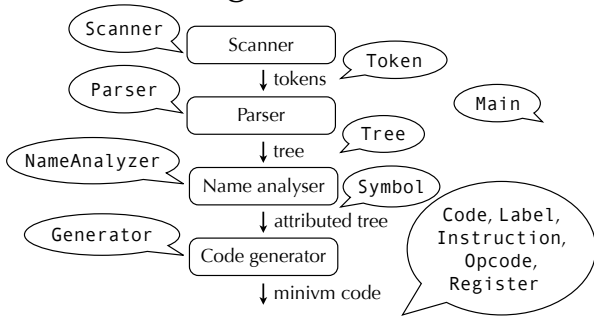 Scanner
Scanner
Token
tokens
Parser
Parser
Main
Tree
tree
NameAnalyzer
Name analyser
Symbol
attributed tree
Generator
Code generator
Code, Label,
Instruction,
Opcode,
Register
minivm code